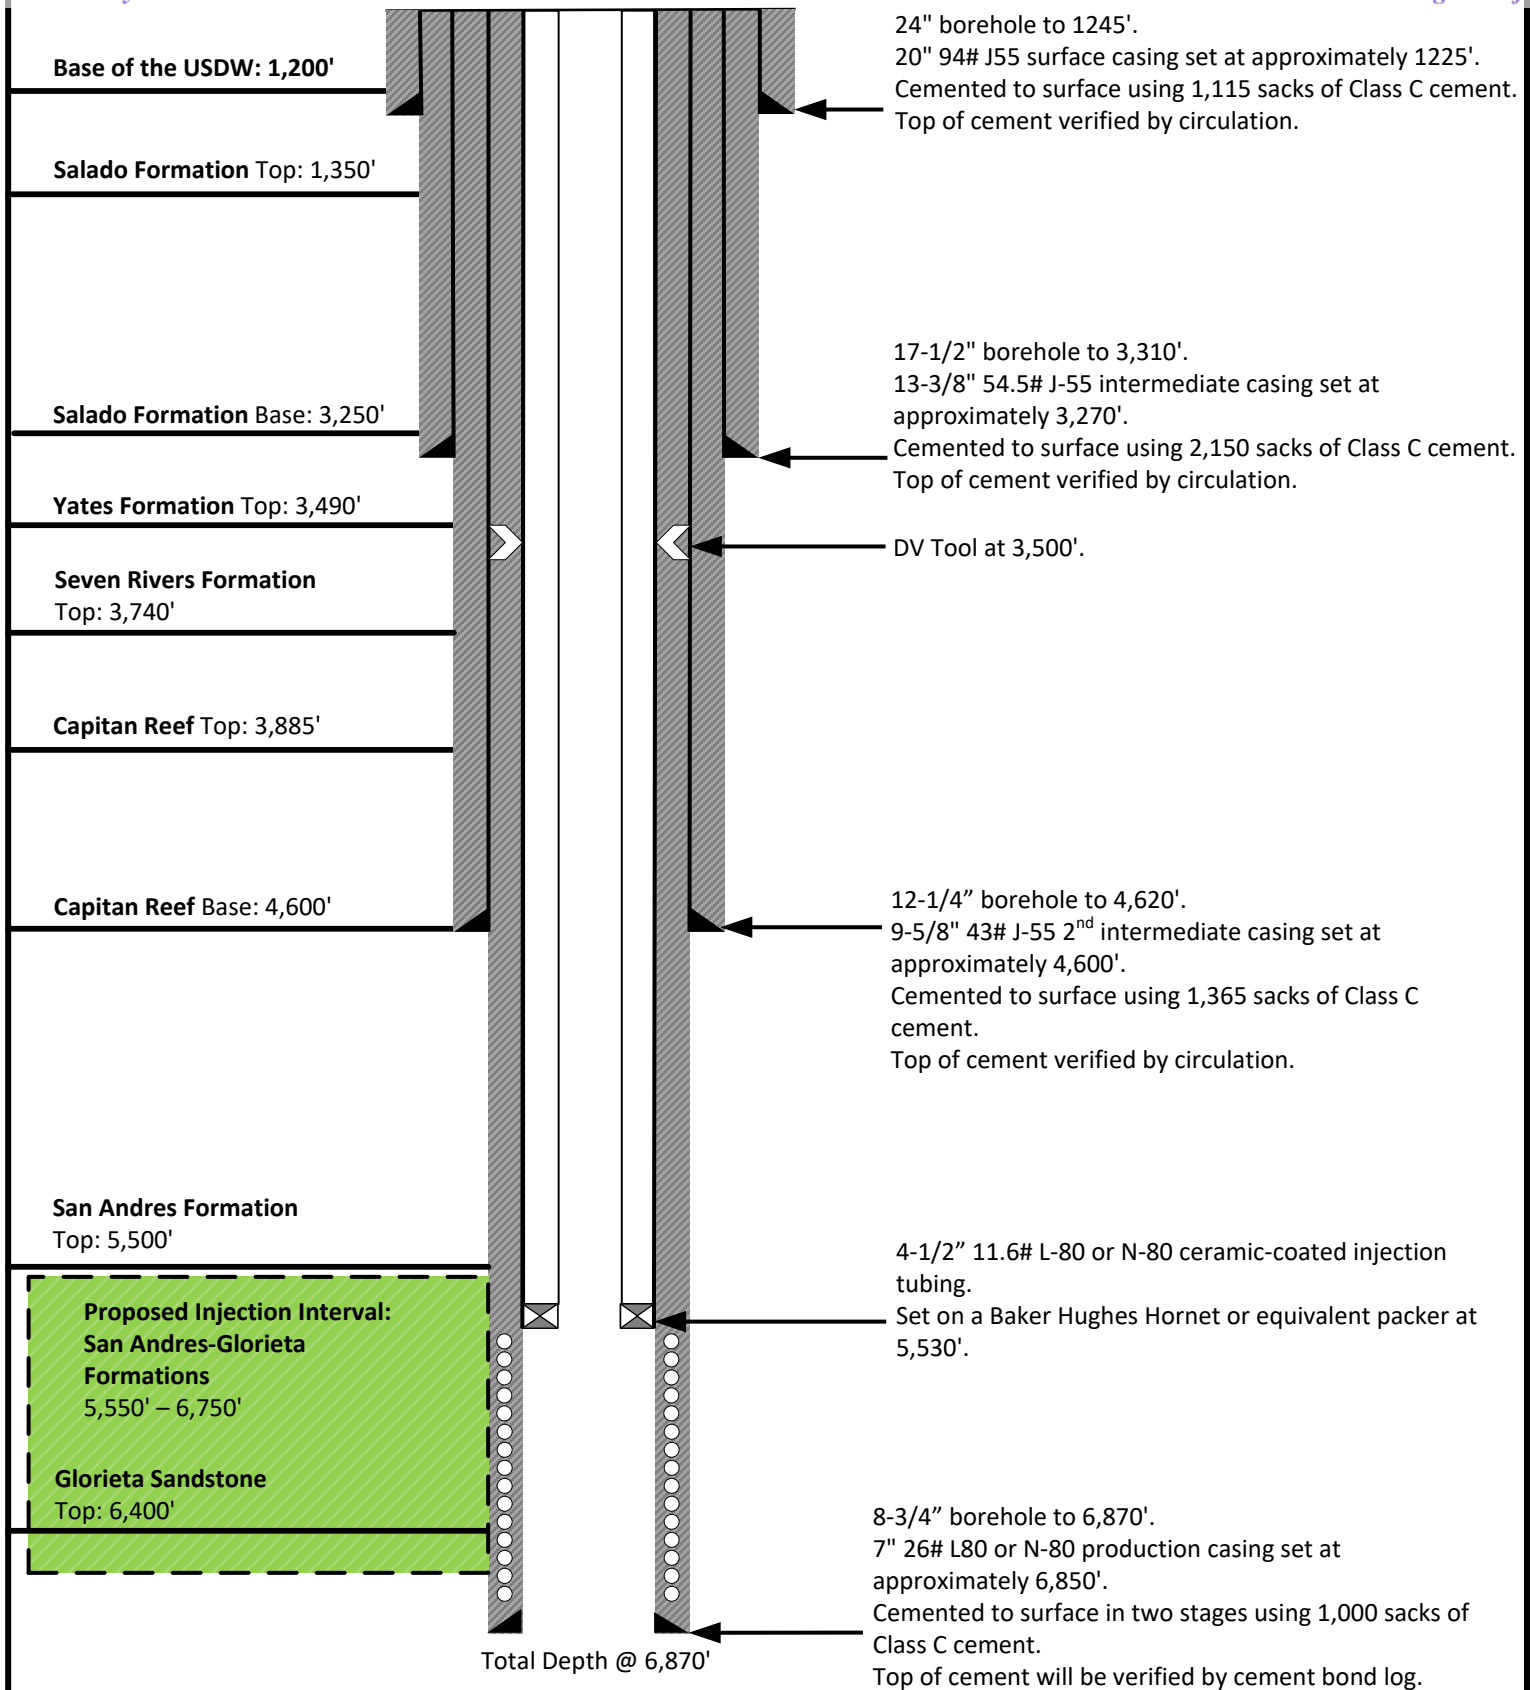 24" borehole to 1245'.
20" 94# J55 surface casing set at approximately 1225'.
Cemented to surface using 1,115 sacks of Class C cement.
Top of cement verified by circulation.
Base of the USDW: 1,200'
Salado Formation Top: 1,350'
17-1/2" borehole to 3,310'.
13-3/8" 54.5# J-55 intermediate casing set at
approximately 3,270'.
Cemented to surface using 2,150 sacks of Class C cement.
Top of cement verified by circulation.
Salado Formation Base: 3,250'
Yates Formation Top: 3,490'
DV Tool at 3,500'.
Seven Rivers Formation
Top: 3,740'
Capitan Reef Top: 3,885'
Capitan Reef Base: 4,600'
12-1/4” borehole to 4,620'.
9-5/8" 43# J-55 2nd intermediate casing set at
approximately 4,600'.
Cemented to surface using 1,365 sacks of Class C
cement.
Top of cement verified by circulation.
San Andres Formation
Top: 5,500'
4-1/2” 11.6# L-80 or N-80 ceramic-coated injection
tubing.
Set on a Baker Hughes Hornet or equivalent packer at
5,530'.
Proposed Injection Interval:
San Andres-Glorieta
Formations
5,550' – 6,750'
Glorieta Sandstone
Top: 6,400'
8-3/4” borehole to 6,870'.
7" 26# L80 or N-80 production casing set at
approximately 6,850'.
Cemented to surface in two stages using 1,000 sacks of
Class C cement.
Top of cement will be verified by cement bond log.
Total Depth @ 6,870'